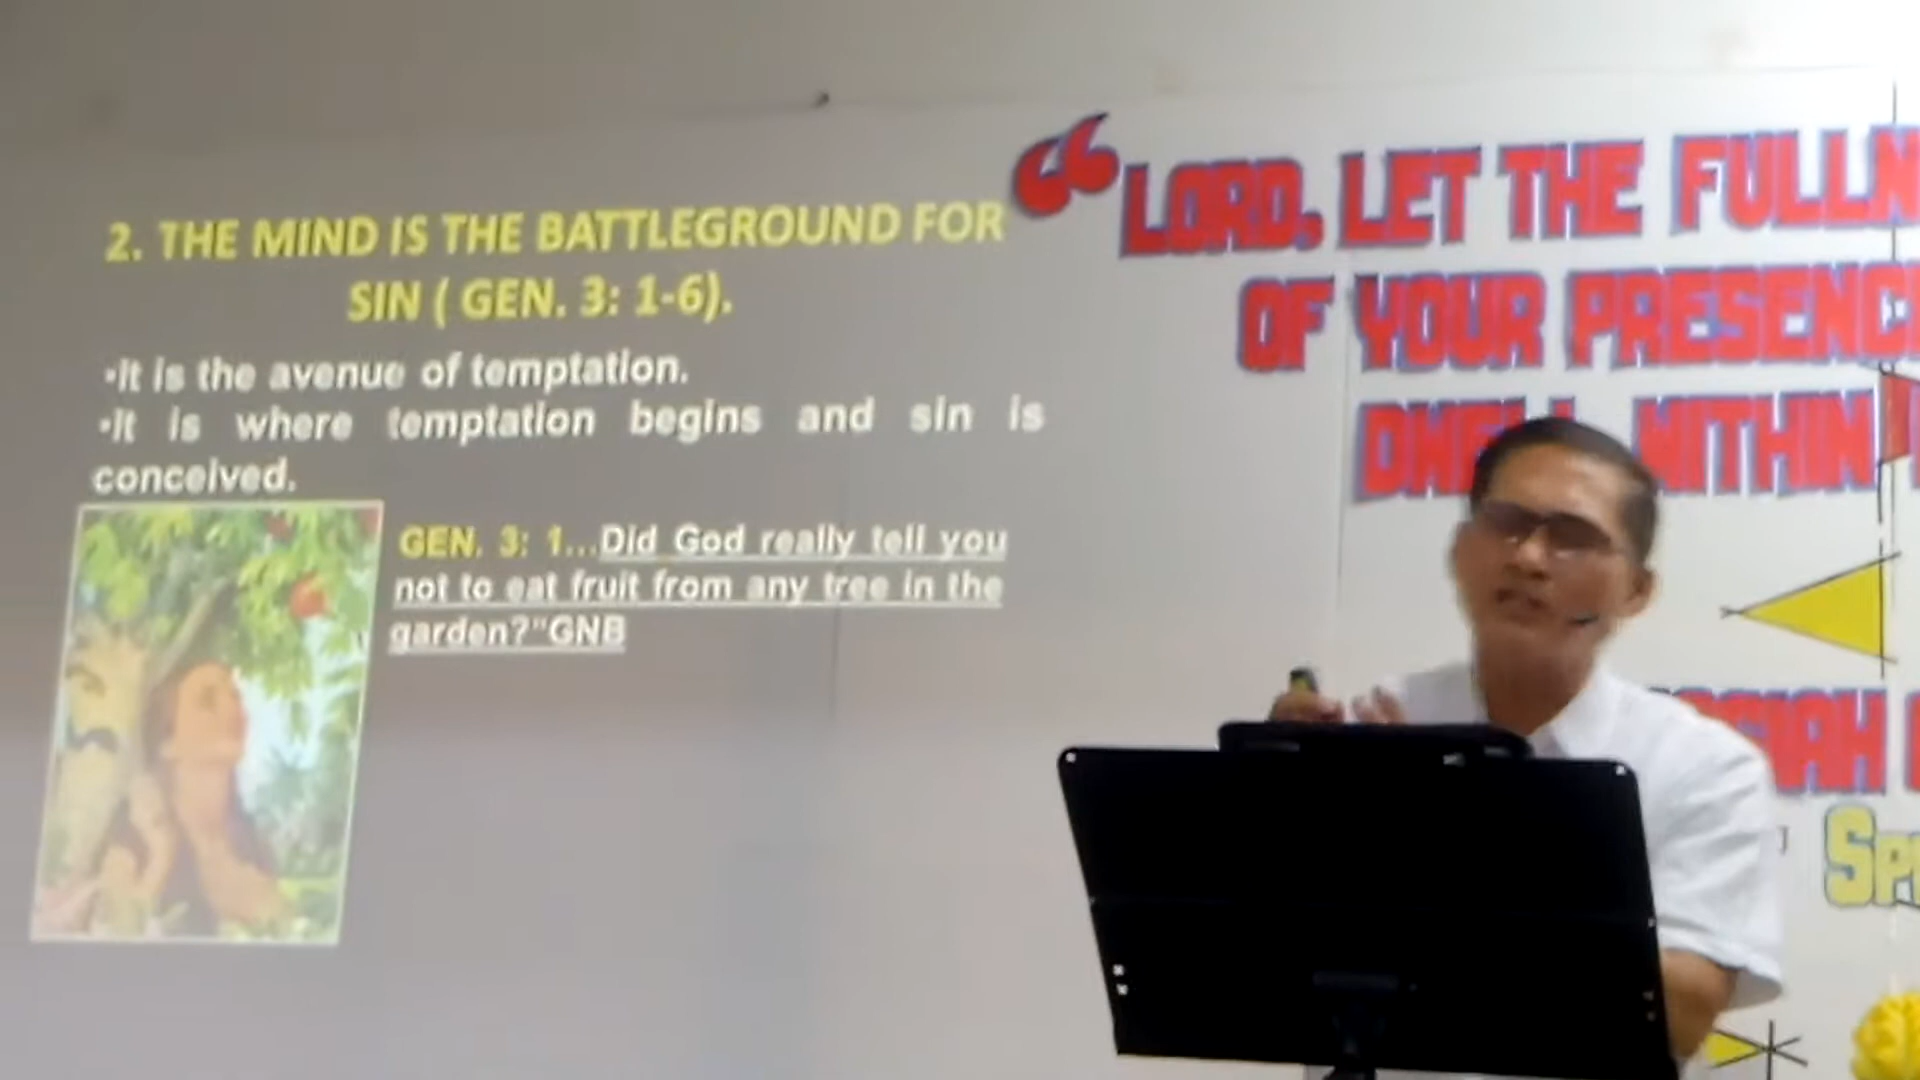 2. THE MIND IS THE BATTLEGROUND FOR
SIN ( GEN. 3: 1-6).
•It is the avenue of temptation.
•It is where temptation begins and sin is
conceived.
GEN. 3: 1...Did God really tell you
not to eat fruit from any tree in the
garden?"GNB
“LORD, LET THE
OF YOUR
WITHIN